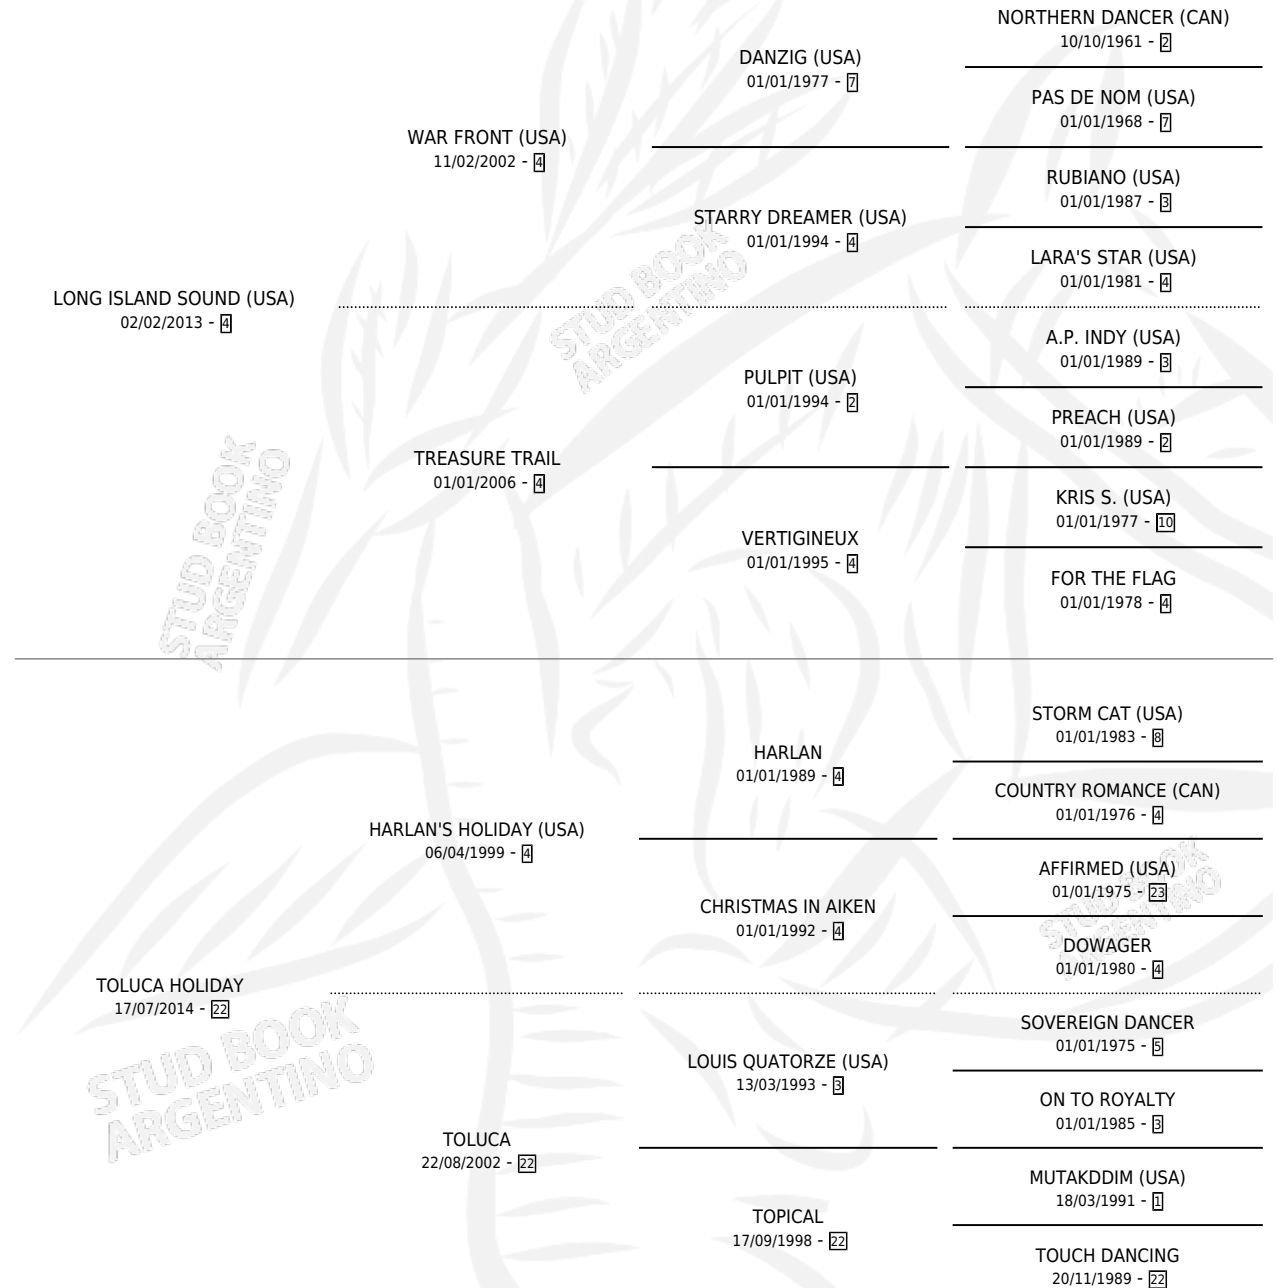 NORTHERN DANCER (CAN)
10/10/1961 - 2
DANZIG (USA)
01/01/1977 - 7
PAS DE NOM (USA)
01/01/1968 - 7
WAR FRONT (USA)
11/02/2002 - 4
RUBIANO (USA)
01/01/1987 - 3
STARRY DREAMER (USA)
01/01/1994 - 4
LARA'S STAR (USA)
01/01/1981 - 4
LONG ISLAND SOUND (USA)
02/02/2013 - 4
A.P. INDY (USA)
01/01/1989 - 3
PULPIT (USA)
01/01/1994 - 2
PREACH (USA)
01/01/1989 - 2
TREASURE TRAIL
01/01/2006 - 4
KRIS S. (USA)
01/01/1977 - 10
VERTIGINEUX
01/01/1995 - 4
FOR THE FLAG
01/01/1978 - 4
STORM CAT (USA)
01/01/1983 - 8
HARLAN
01/01/1989 - 4
COUNTRY ROMANCE (CAN)
01/01/1976 - 4
HARLAN'S HOLIDAY (USA)
06/04/1999 - 4
AFFIRMED (USA)
01/01/1975 - 23
CHRISTMAS IN AIKEN
01/01/1992 - 4
DOWAGER
01/01/1980 - 4
TOLUCA HOLIDAY
17/07/2014 - 22
SOVEREIGN DANCER
01/01/1975 - 5
LOUIS QUATORZE (USA)
13/03/1993 - 3
ON TO ROYALTY
01/01/1985 - 3
TOLUCA
22/08/2002 - 22
MUTAKDDIM (USA)
18/03/1991 - 1
TOPICAL
17/09/1998 - 22
TOUCH DANCING
20/11/1989 - 22
STUD BOOK
ARGENTINO
STUD BOOK
ARGENTINO
STUD BOOK
ARGENTINO
STUD BOOK
ARGENTINO